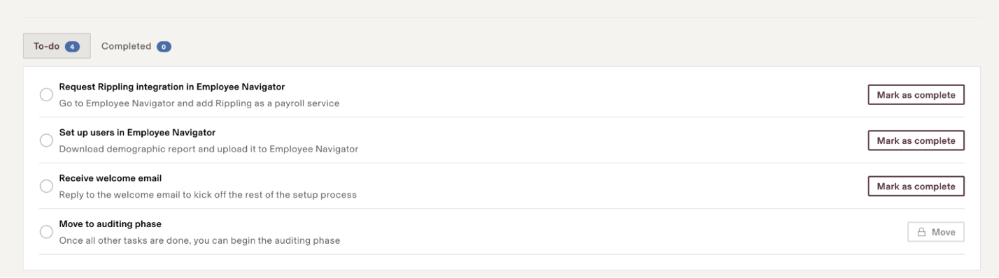 To-do 4 Completed 0
Request Rippling integration in Employee Navigator
Go to Employee Navigator and add Rippling as a payroll service
Mark as complete
Set up users in Employee Navigator
Download demographic report and upload it to Employee Navigator
Mark as complete
Receive welcome email
Reply to the welcome email to kick off the rest of the setup process
Mark as complete
Move to auditing phase
Once all other tasks are done, you can begin the auditing phase
Move